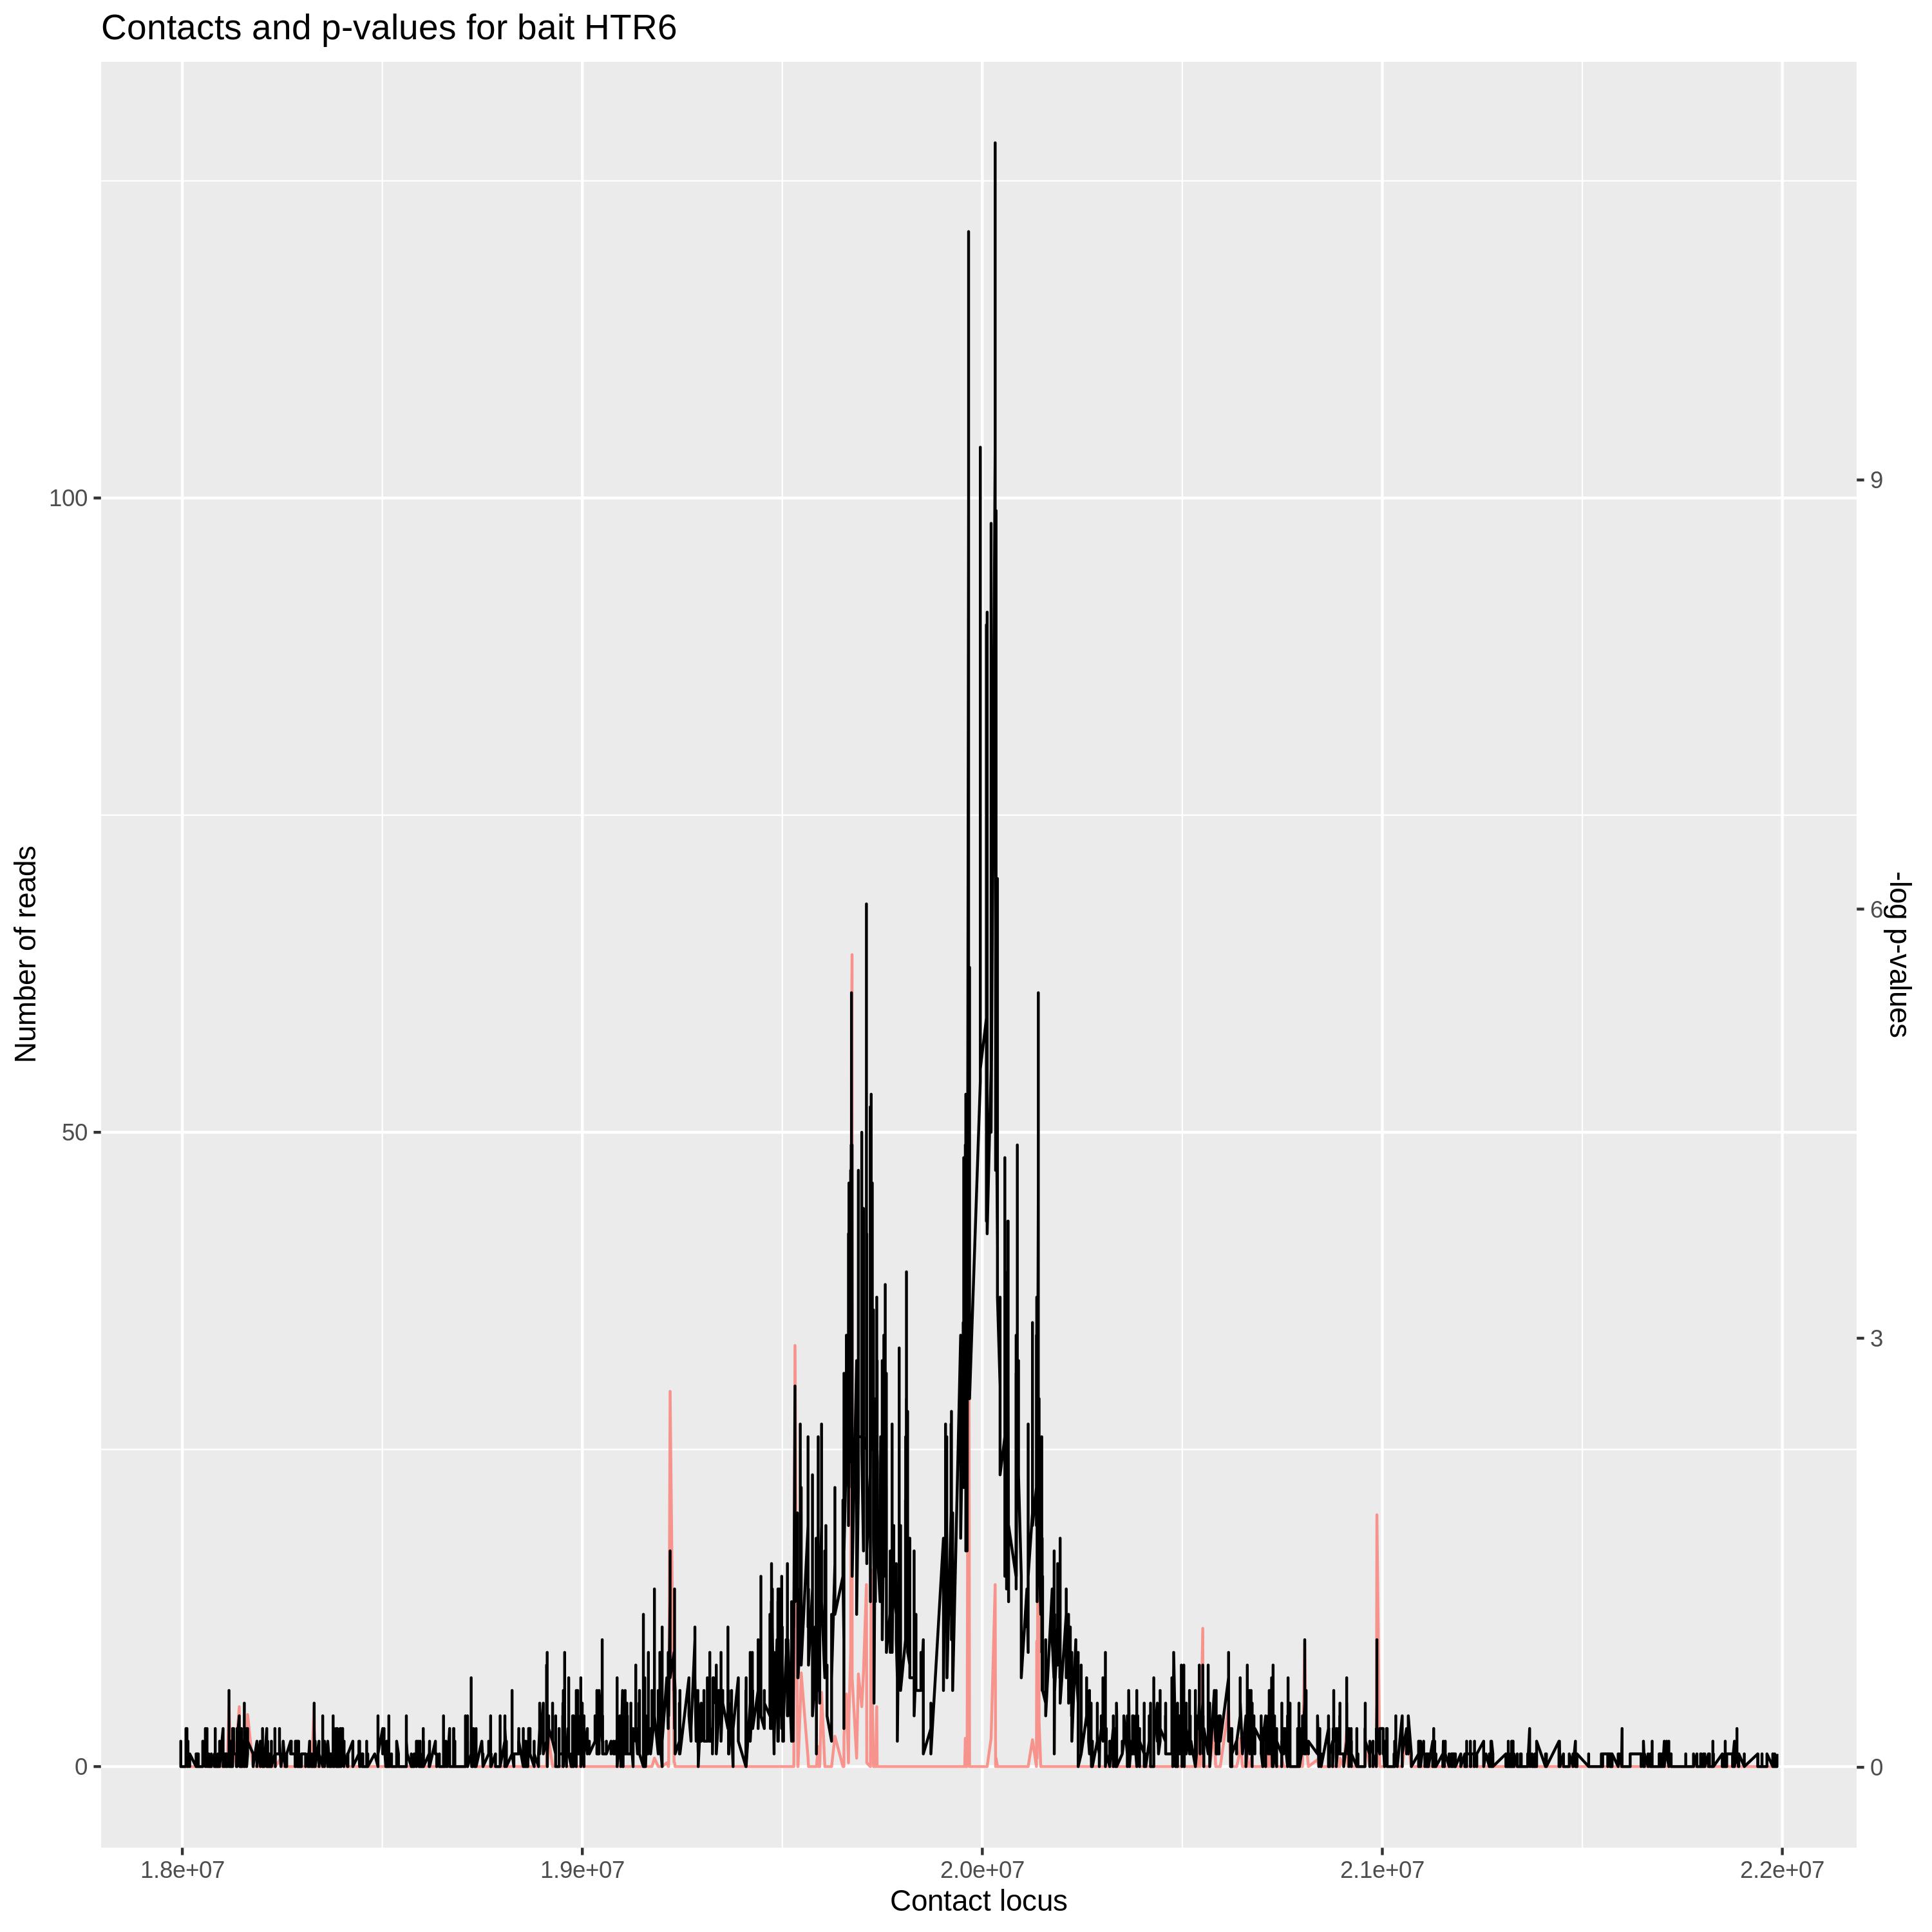 Contacts and p-values for bait HTR6
100
50
0
Number of reads
9
6
3
0
-log p-values
1.8e+07
1.9e+07
2.0e+07
2.1e+07
2.2e+07
Contact locus